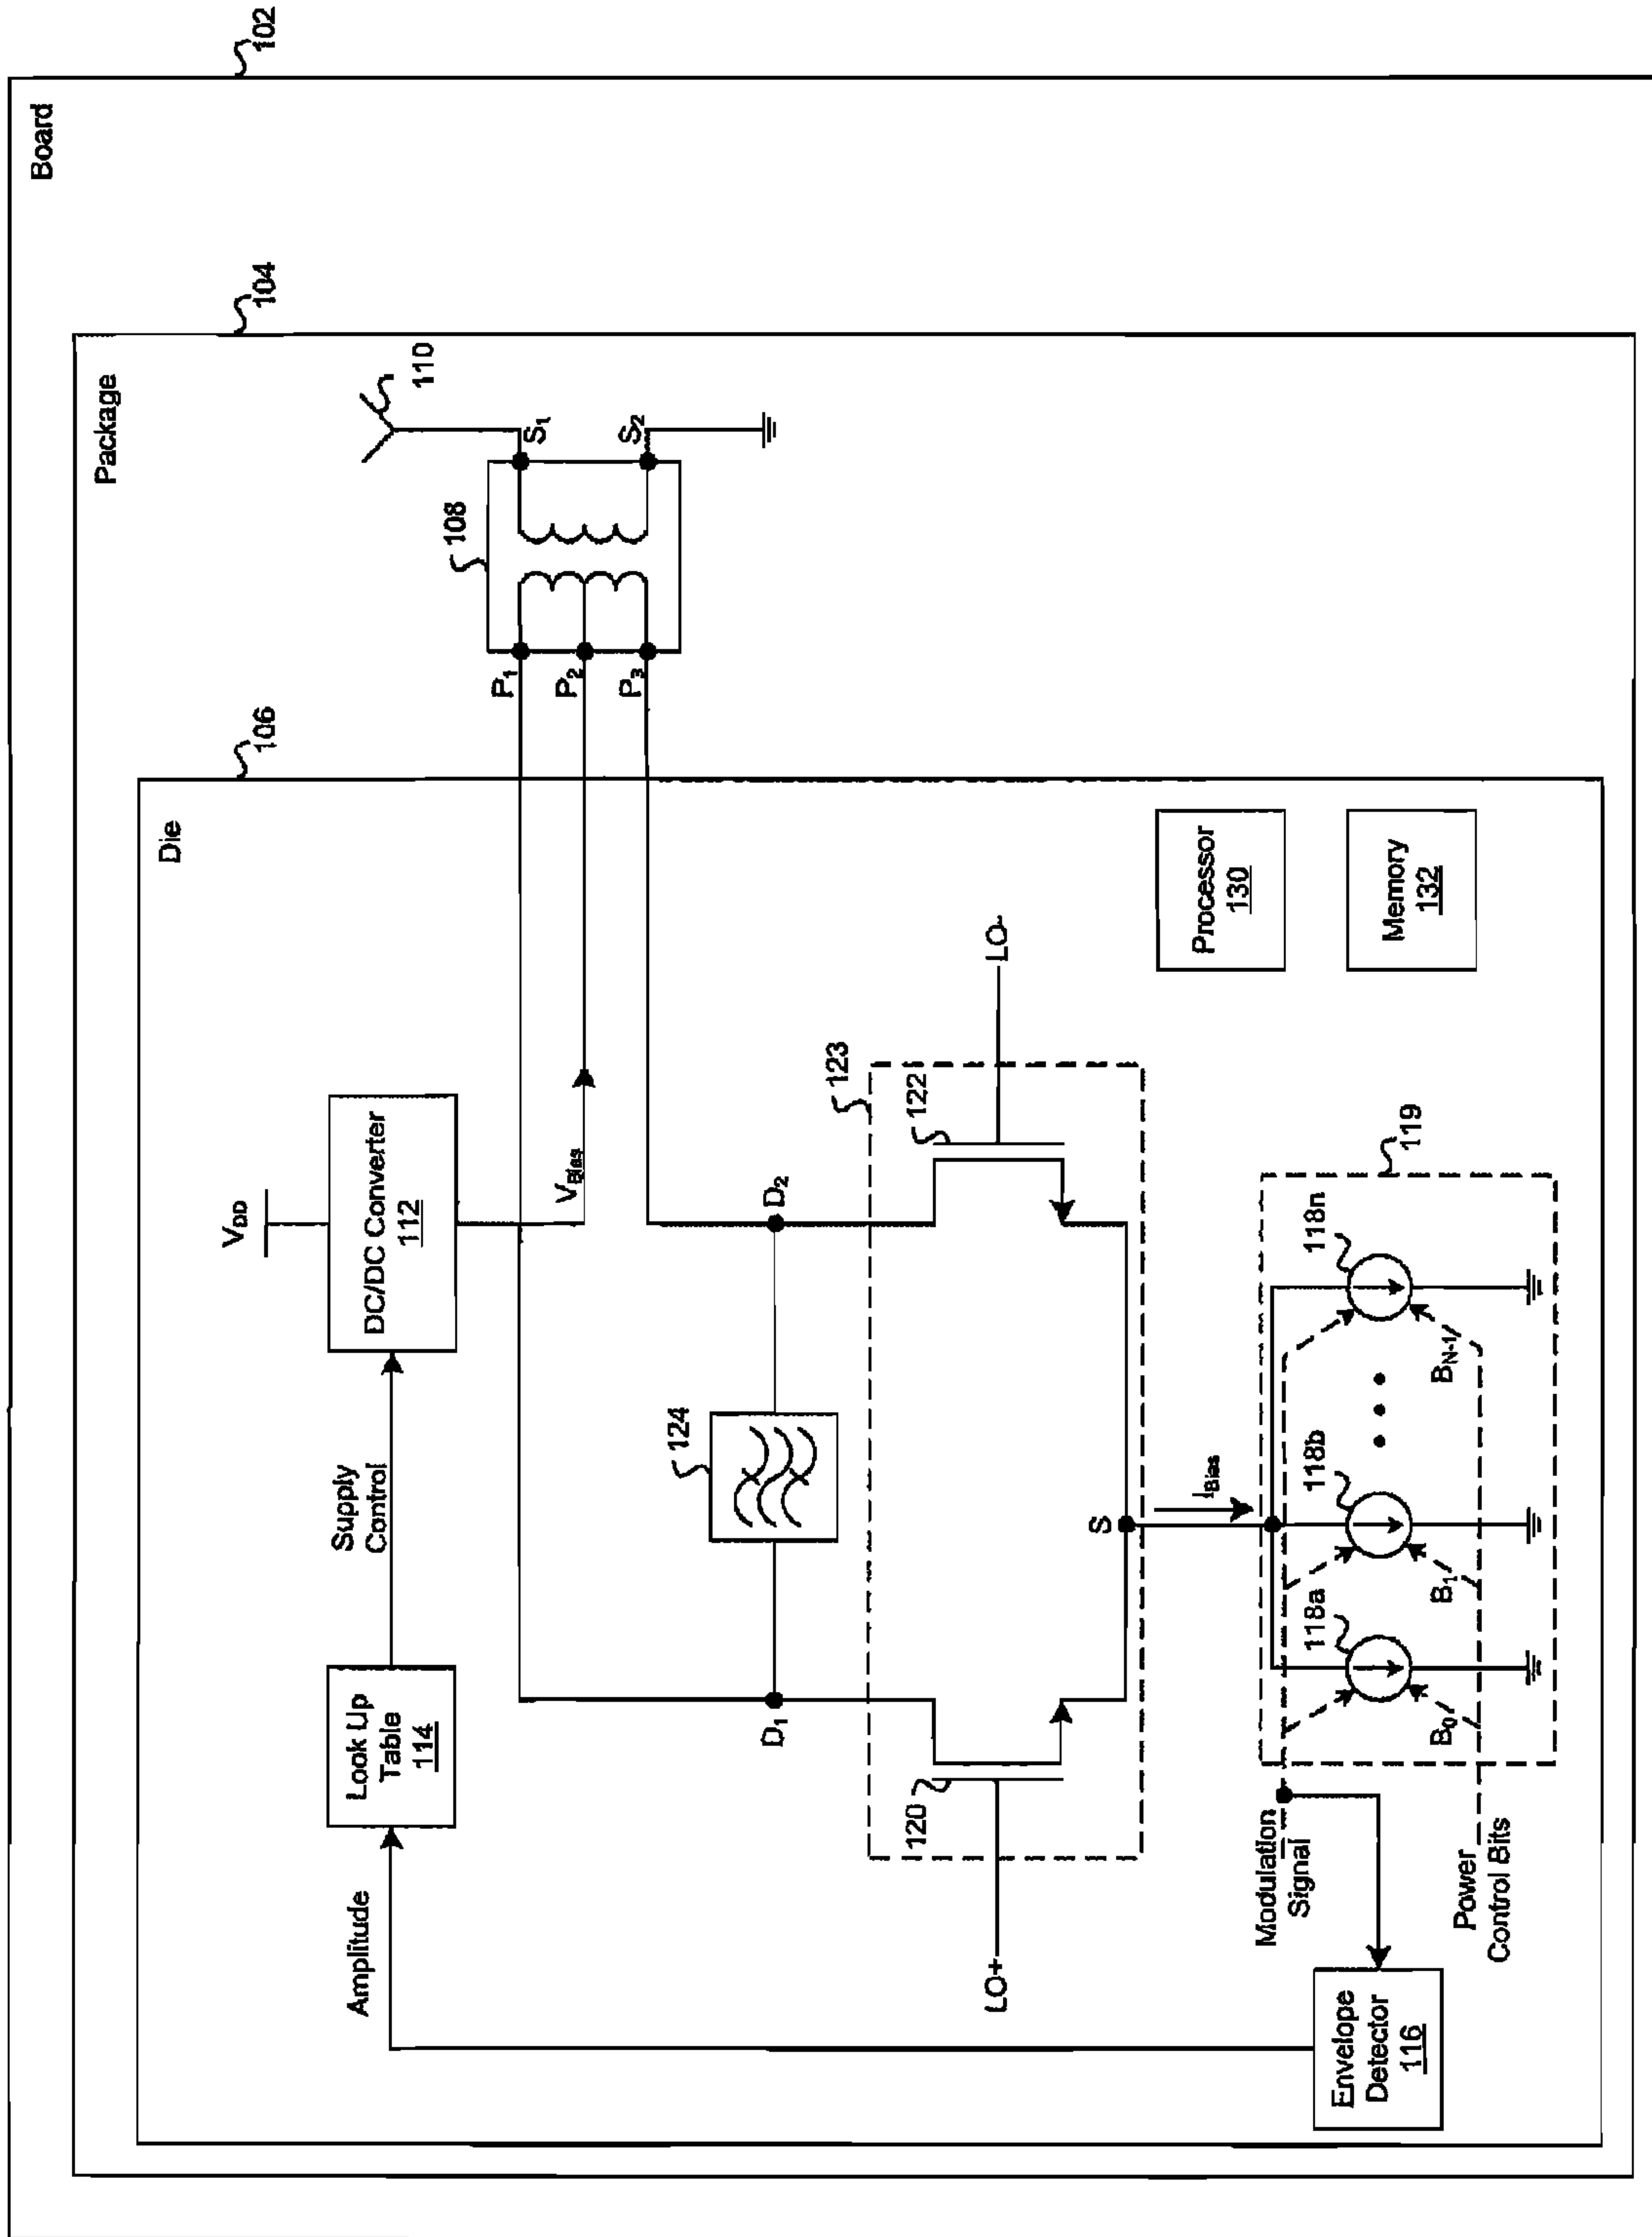 Board
102
Package
104
110
S1
S2
108
P1
P2
P3
Die
106
VDD
DC/DC Converter
112
VBias
Supply
Control
Look Up
Table
114
Amplitude
D1
D2
124
123
122
120
LO+
LO-
S
IBias
Processor
130
Memory
132
119
118a
118b
118n
B0
B1
BN-1
Modulation
Signal
Power
Control Bits
Envelope
Detector
116